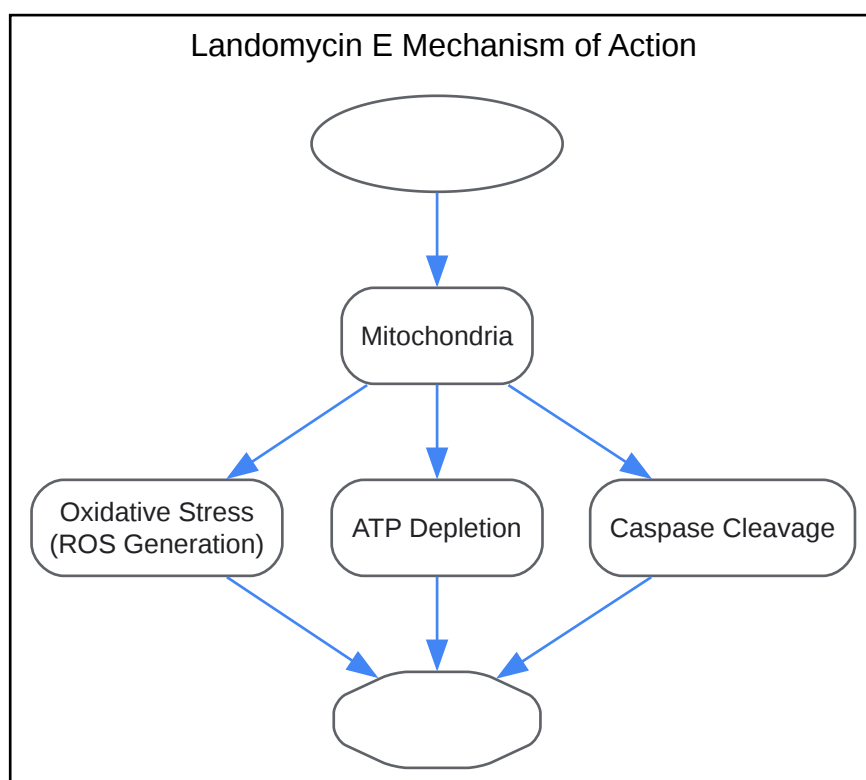 Landomycin E Mechanism of Action
Mitochondria
Oxidative Stress
(ROS Generation)
ATP Depletion
Caspase Cleavage